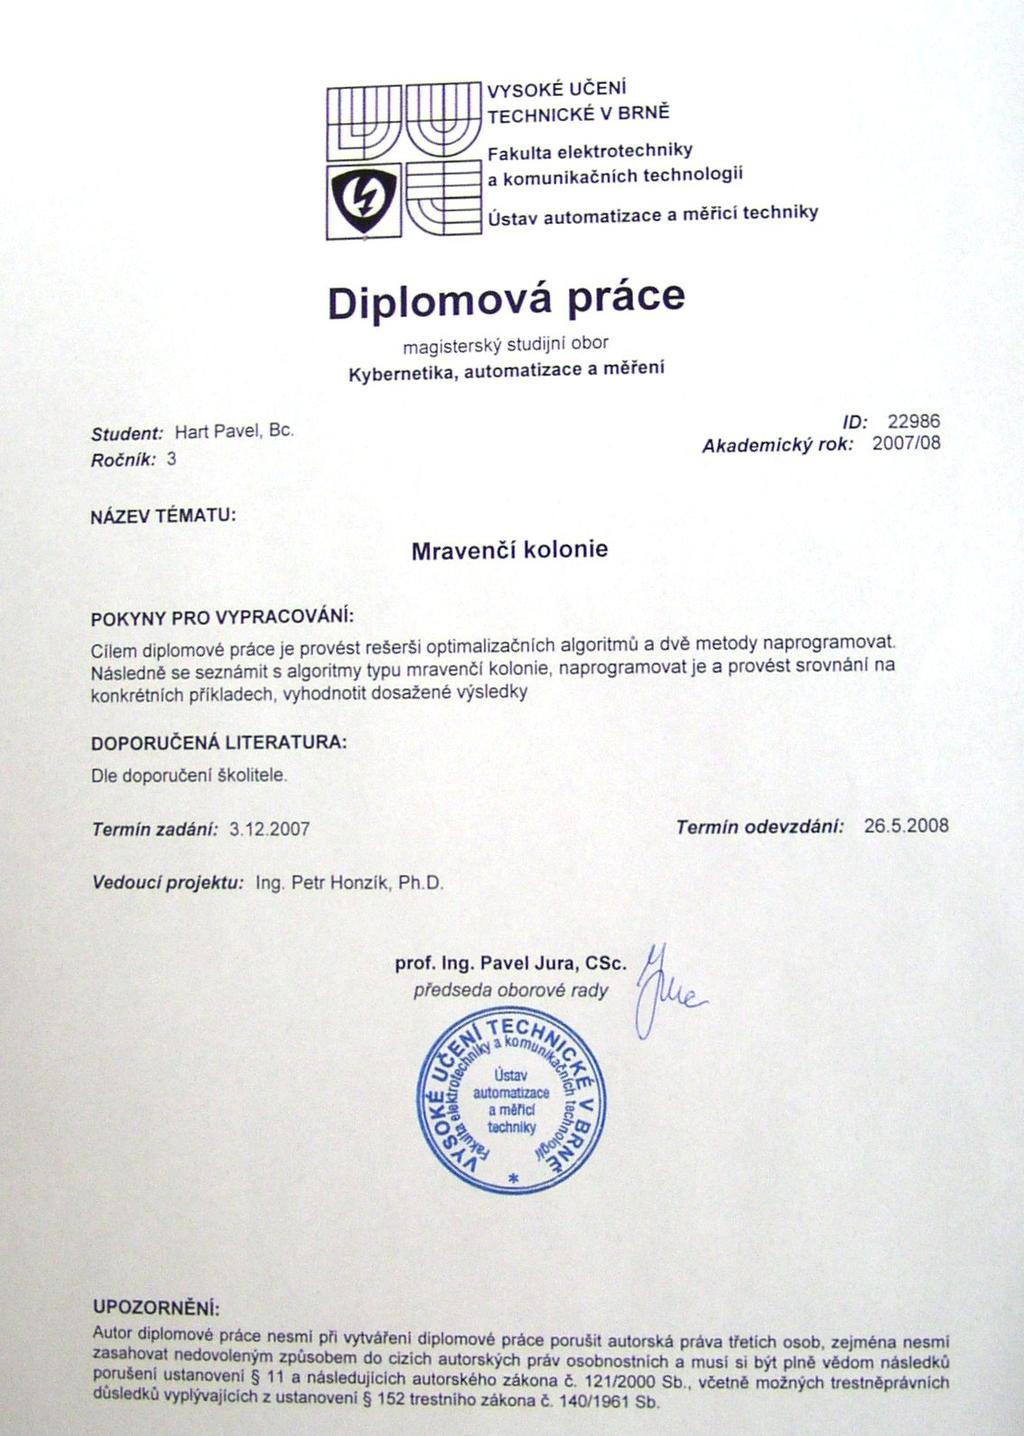 VYSOKÉ UČENÍ
TECHNICKÉ V BRNĚ
Fakulta elektrotechniky
a komunikačních technologií
Ústav automatizace a měřicí techniky
Diplomová práce
magisterský studijní obor
Kybernetika, automatizace a měření
Student: Hart Pavel, Bc.
ID: 22986
Ročník: 3
Akademický rok: 2007/08
NÁZEV TÉMATU:
Mravenčí kolonie
POKYNY PRO VYPRACOVÁNÍ:
Cílem diplomové práce je provést rešerši optimalizačních algoritmů a dvě metody naprogramovat.
Následně se seznámit s algoritmy typu mravenčí kolonie, naprogramovat je a provést srovnání na
konkrétních příkladech, vyhodnotit dosažené výsledky
DOPORUČENÁ LITERATURA:
Dle doporučení školitele.
Termín zadání: 3.12.2007
Termín odevzdání: 26.5.2008
Vedoucí projektu: Ing. Petr Honzík, Ph.D.
prof. Ing. Pavel Jura, CSc.
předseda oborové rady
Jura
VYSOKÉ UČENÍ TECHNICKÉ V BRNĚ
Fakulta elektrotechniky a komunikačních technologií
Ústav
automatizace
a měřicí
techniky
*
UPOZORNĚNÍ:
Autor diplomové práce nesmí při vytváření diplomové práce porušit autorská práva třetích osob, zejména nesmí
zasahovat nedovoleným způsobem do cizích autorských práv osobnostních a musí si být plně vědom následků
porušení ustanovení § 11 a následujících autorského zákona č. 121/2000 Sb., včetně možných trestněprávních
důsledků vyplývajících z ustanovení § 152 trestního zákona č. 140/1961 Sb.